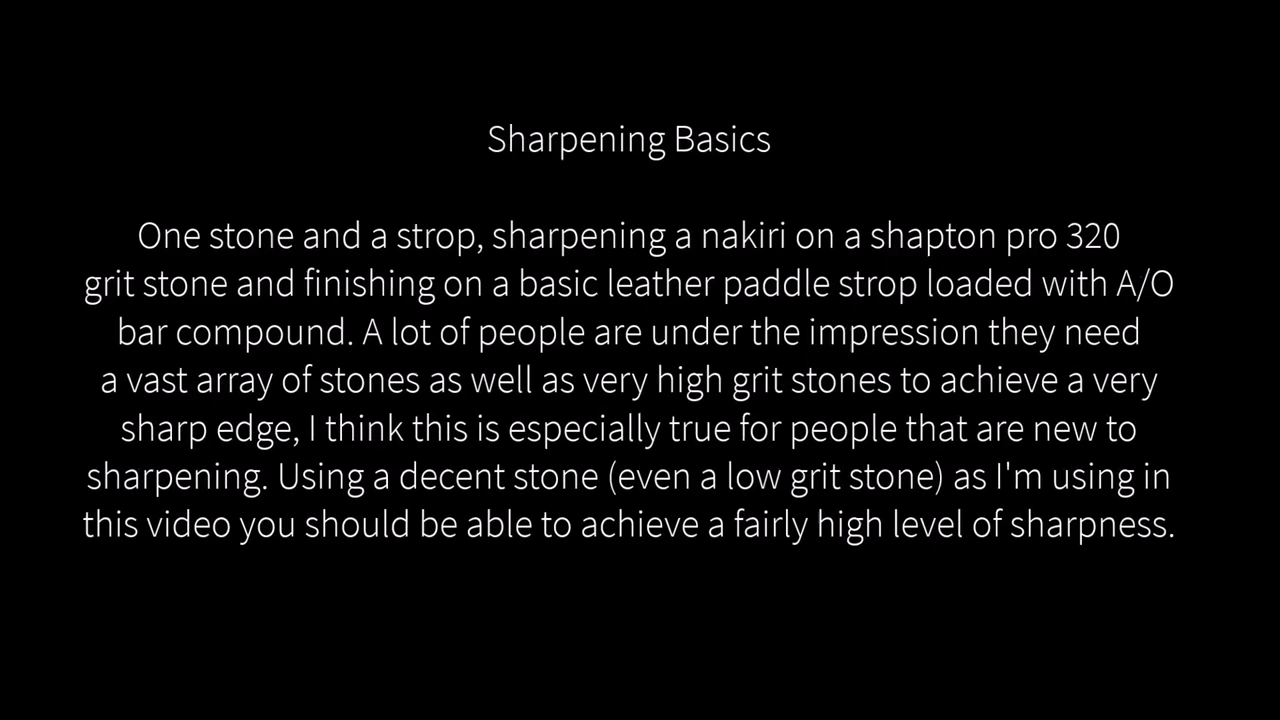 Sharpening Basics
One stone and a strop, sharpening a nakiri on a shapton pro 320
grit stone and finishing on a basic leather paddle strop loaded with A/O
bar compound. A lot of people are under the impression they need
a vast array of stones as well as very high grit stones to achieve a very
sharp edge, I think this is especially true for people that are new to
sharpening. Using a decent stone (even a low grit stone) as I'm using in
this video you should be able to achieve a fairly high level of sharpness.